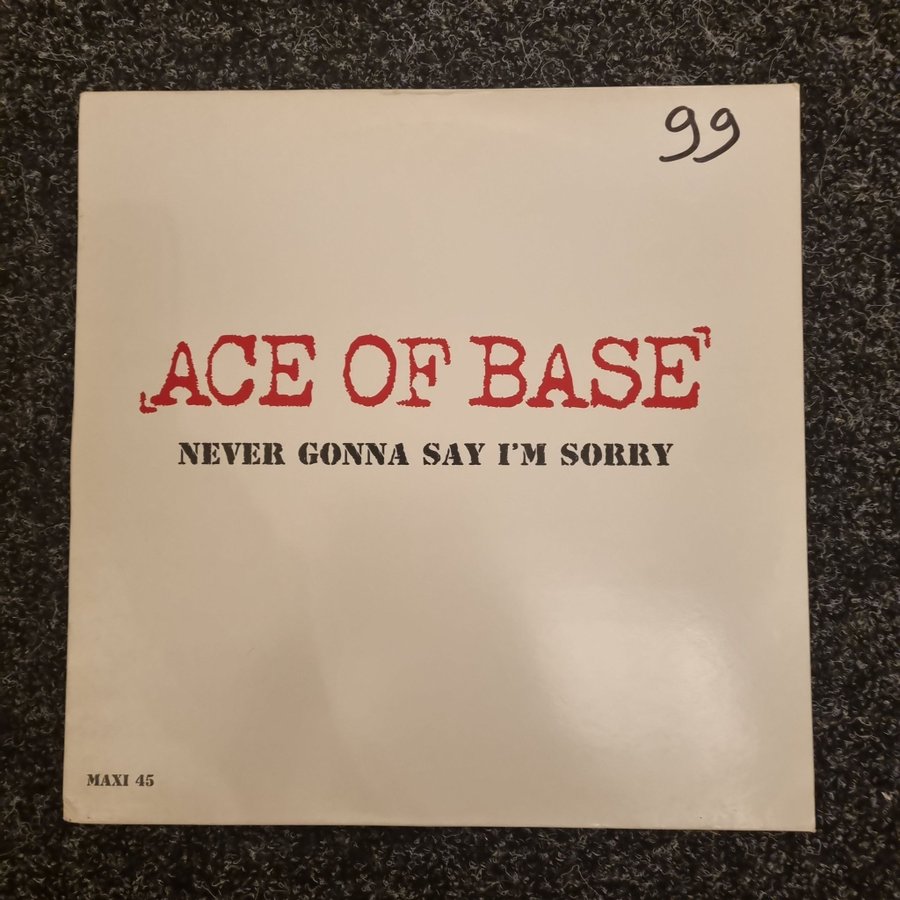 99
ACE OF BASE
NEVER GONNA SAY I'M SORRY
MAXI 45